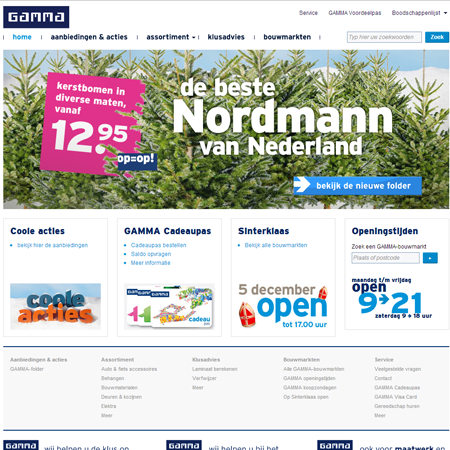 GAMMA
Service GAMMA Voordeelpas Boodschappenlijst
home aanbiedingen & acties assortiment klusadvies bouwmarkten
Typ hier uw zoekwoorden Zoek
kerstbomen in
diverse maten,
vanaf
12.95
op=op!
de beste
Nordmann
van Nederland
bekijk de nieuwe folder
Coole acties
bekijk hier de aanbiedingen
coole
acties
GAMMA Cadeaupas
Cadeaupas bestellen
Saldo opvragen
Meer informatie
GAMMA
cadeau
Sinterklaas
Bekijk alle bouwmarkten
5 december
open
tot 17.00 uur
Openingstijden
Zoek een GAMMA-bouwmarkt
Plaats of postcode
maandag t/m vrijdag
open
9 21
zaterdag 9 18 uur
Aanbiedingen & acties
GAMMA-folder
Assortiment
Auto & fiets accessoires
Behangen
Bouwmaterialen
Deuren & kozijnen
Elektra
Meer
Klusadvies
Laminaat berekenen
Verfwijzer
Meer
Bouwmarkten
Alle GAMMA-bouwmarkten
GAMMA openingstijden
GAMMA koopzondagen
Op Sinterklaas open
Service
Veelgestelde vragen
Contact
GAMMA Cadeaupas
GAMMA Visa Card
Gereedschap huren
Meer
GAMMA wij helpen u de klus op
GAMMA wij helpen u bij het
GAMMA ook voor maatwerk en